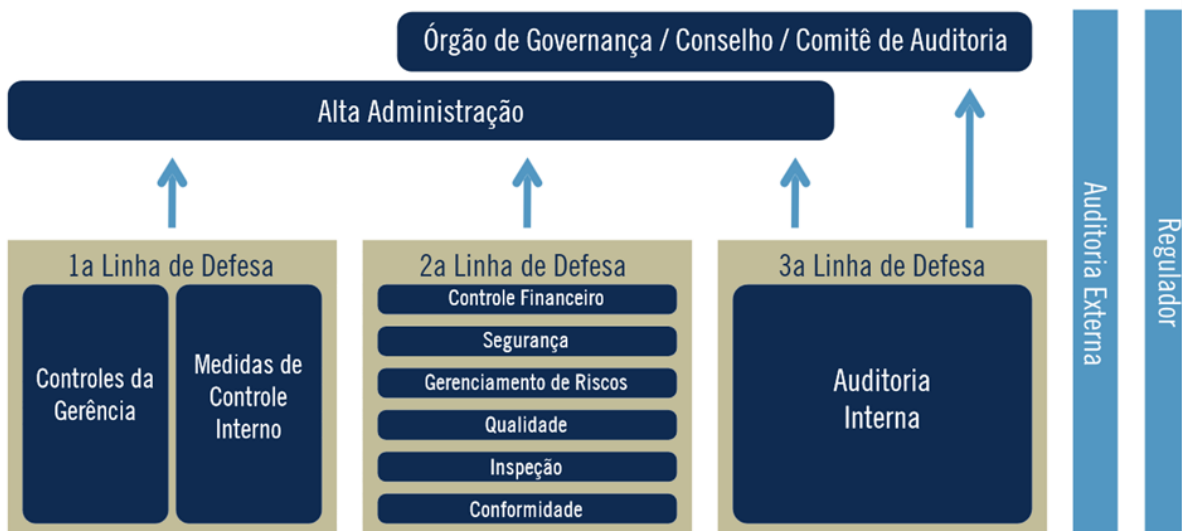 Órgão de Governança / Conselho / Comitê de Auditoria
Alta Administração
1a Linha de Defesa
Controles da
Gerência
Medidas de
Controle
Interno
2a Linha de Defesa
Controle Financeiro
Segurança
Gerenciamento de Riscos
Qualidade
Inspeção
Conformidade
3a Linha de Defesa
Auditoria
Interna
Auditoria Externa
Regulador